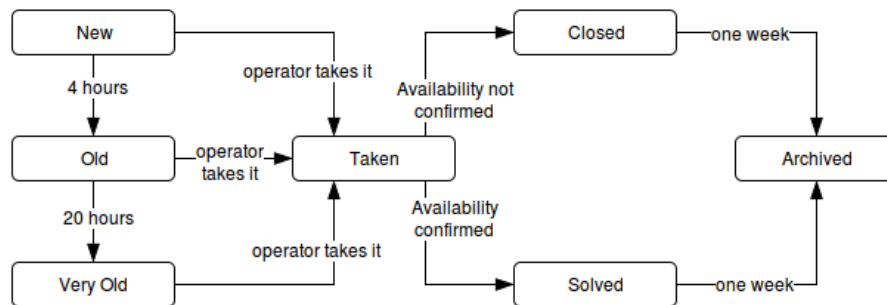 New
Closed
one week
operator takes it
4 hours
Availability not
confirmed
Old
operator
takes it
Taken
Archived
20 hours
Availability
confirmed
operator takes it
Very Old
Solved
one week